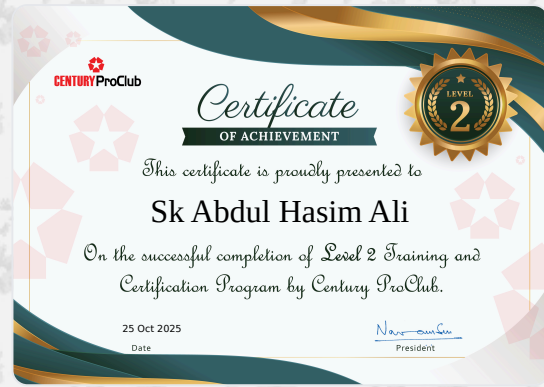 CENTURY ProClub
Certificate
OF ACHIEVEMENT
LEVEL
2
This certificate is proudly presented to
Sk Abdul Hasim Ali
On the successful completion of Level 2 Training and
Certification Program by Century ProClub.
25 Oct 2025
Date
President